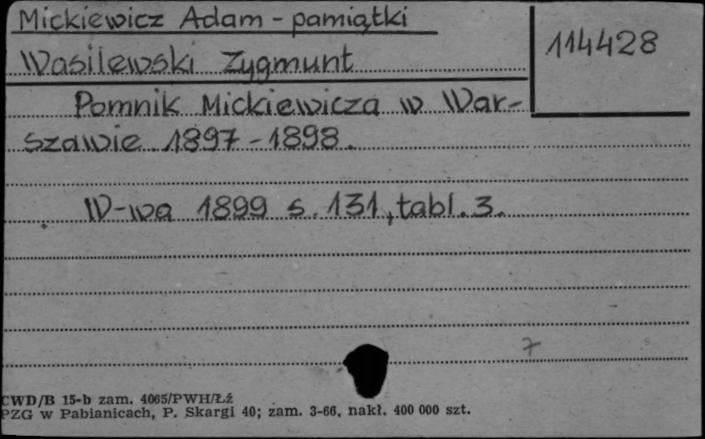 Mickiewicz Adam - pamiątki
114428
Wasilewski Zygmunt
Pomnik Mickiewicza w War-
szawie 1897-1898.
W-wa 1899 s. 131, tabl. 3.
7
CWD/B 15-b zam. 4065/PWH/Łź
PZG w Pabianicach, P. Skargi 40; zam. 3-66, nakł. 400 000 szt.